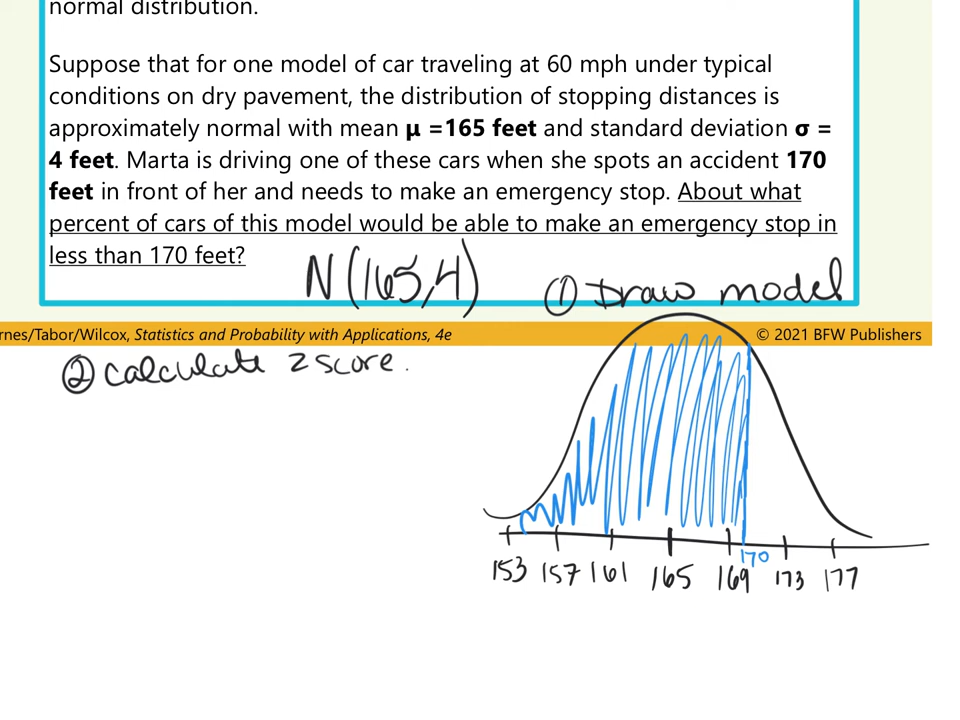 normal distribution.
Suppose that for one model of car traveling at 60 mph under typical
conditions on dry pavement, the distribution of stopping distances is
approximately normal with mean μ =165 feet and standard deviation σ =
4 feet. Marta is driving one of these cars when she spots an accident 170
feet in front of her and needs to make an emergency stop. About what
percent of cars of this model would be able to make an emergency stop in
less than 170 feet?
N(165,4)
① Draw model
rnes/Tabor/Wilcox, Statistics and Probability with Applications, 4e
© 2021 BFW Publishers
② calculate z score.
153 157 161 165 169 170 173 177